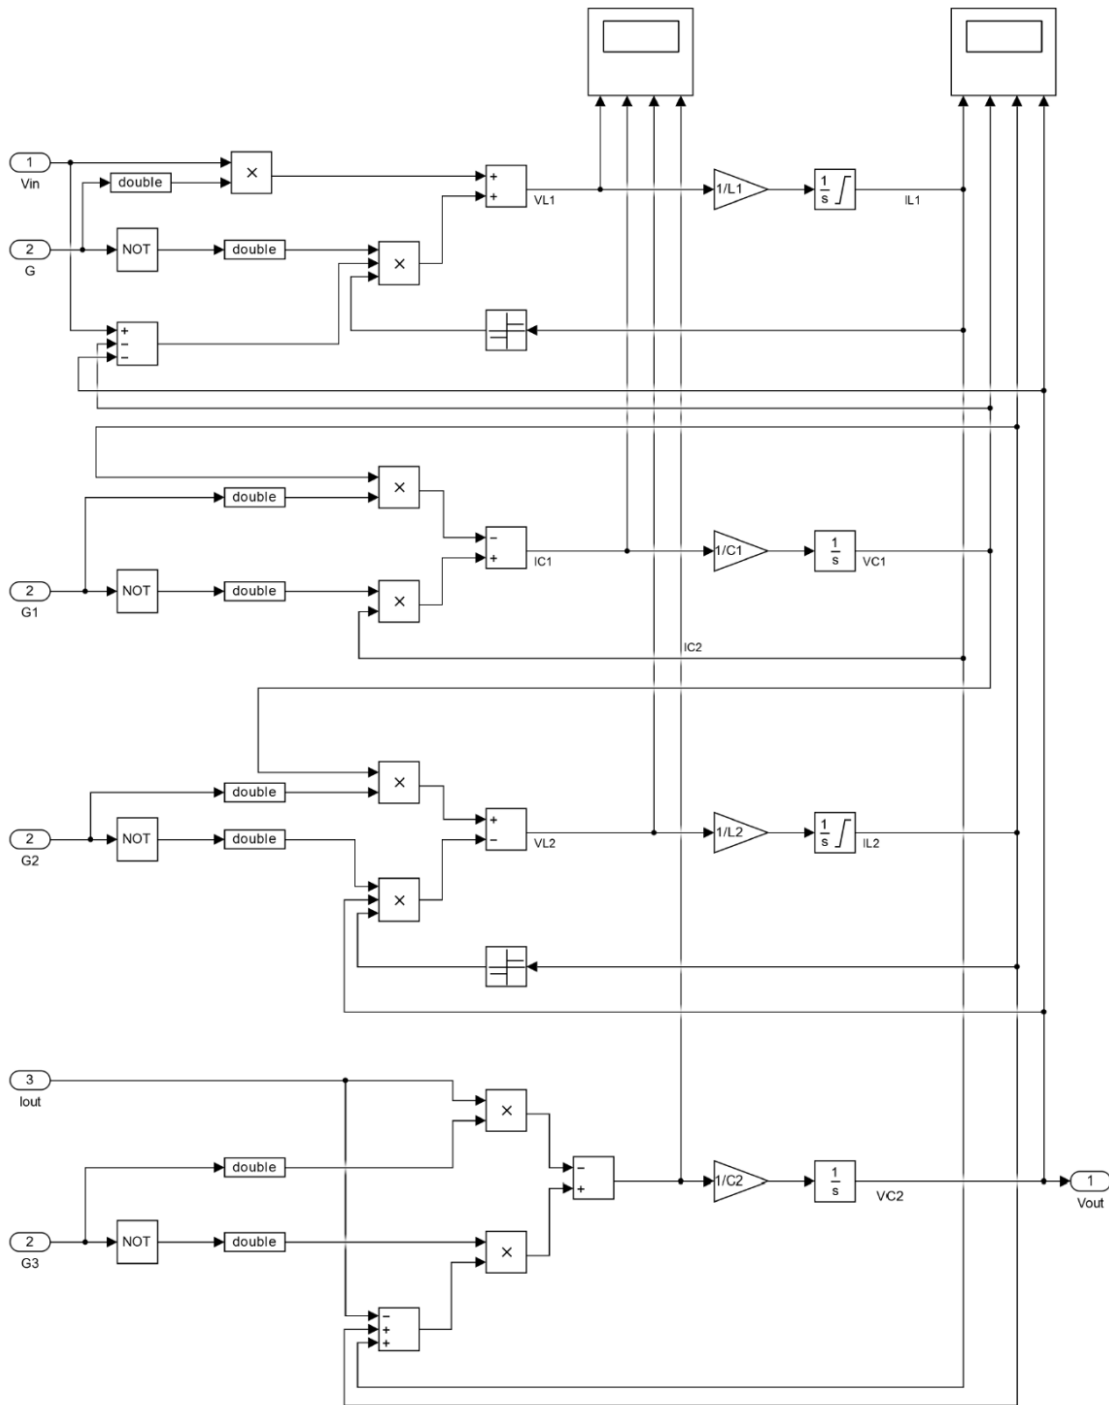 1
Vin
double
×
+
+
VL1
1/L1
1
s
IL1
2
G
NOT
double
×
+
−
−
double
×
−
+
IC1
1/C1
1
s
VC1
2
G1
NOT
double
×
IC2
double
×
2
G2
NOT
double
+
−
VL2
1/L2
1
s
IL2
×
3
Iout
×
double
−
+
1/C2
1
s
VC2
1
Vout
2
G3
NOT
double
×
−
+
+